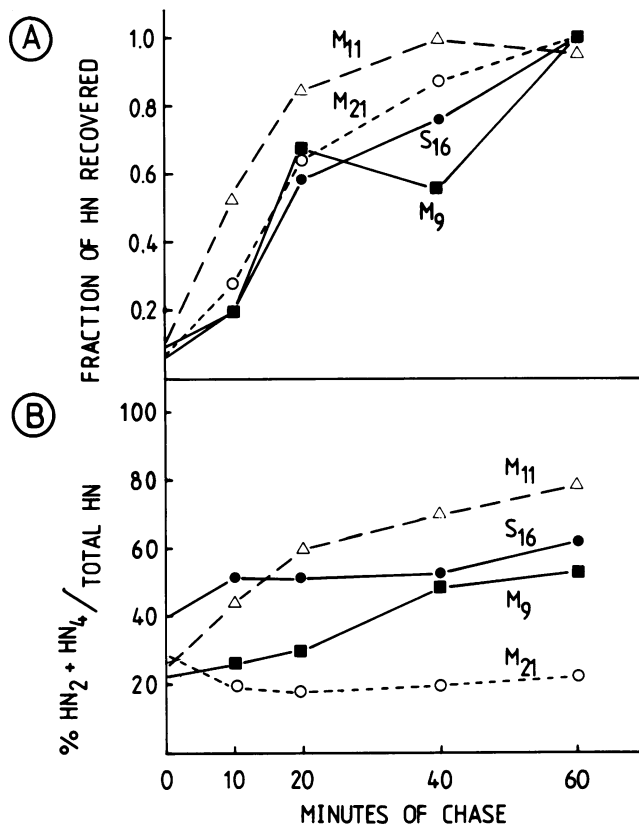 A
FRACTION OF HN RECOVERED
1.0
0.8
0.6
0.4
0.2
M11
M21
S16
M9
B
% HN2 + HN4 / TOTAL HN
100
80
60
40
20
M11
S16
M9
M21
0 10 20 40 60
MINUTES OF CHASE